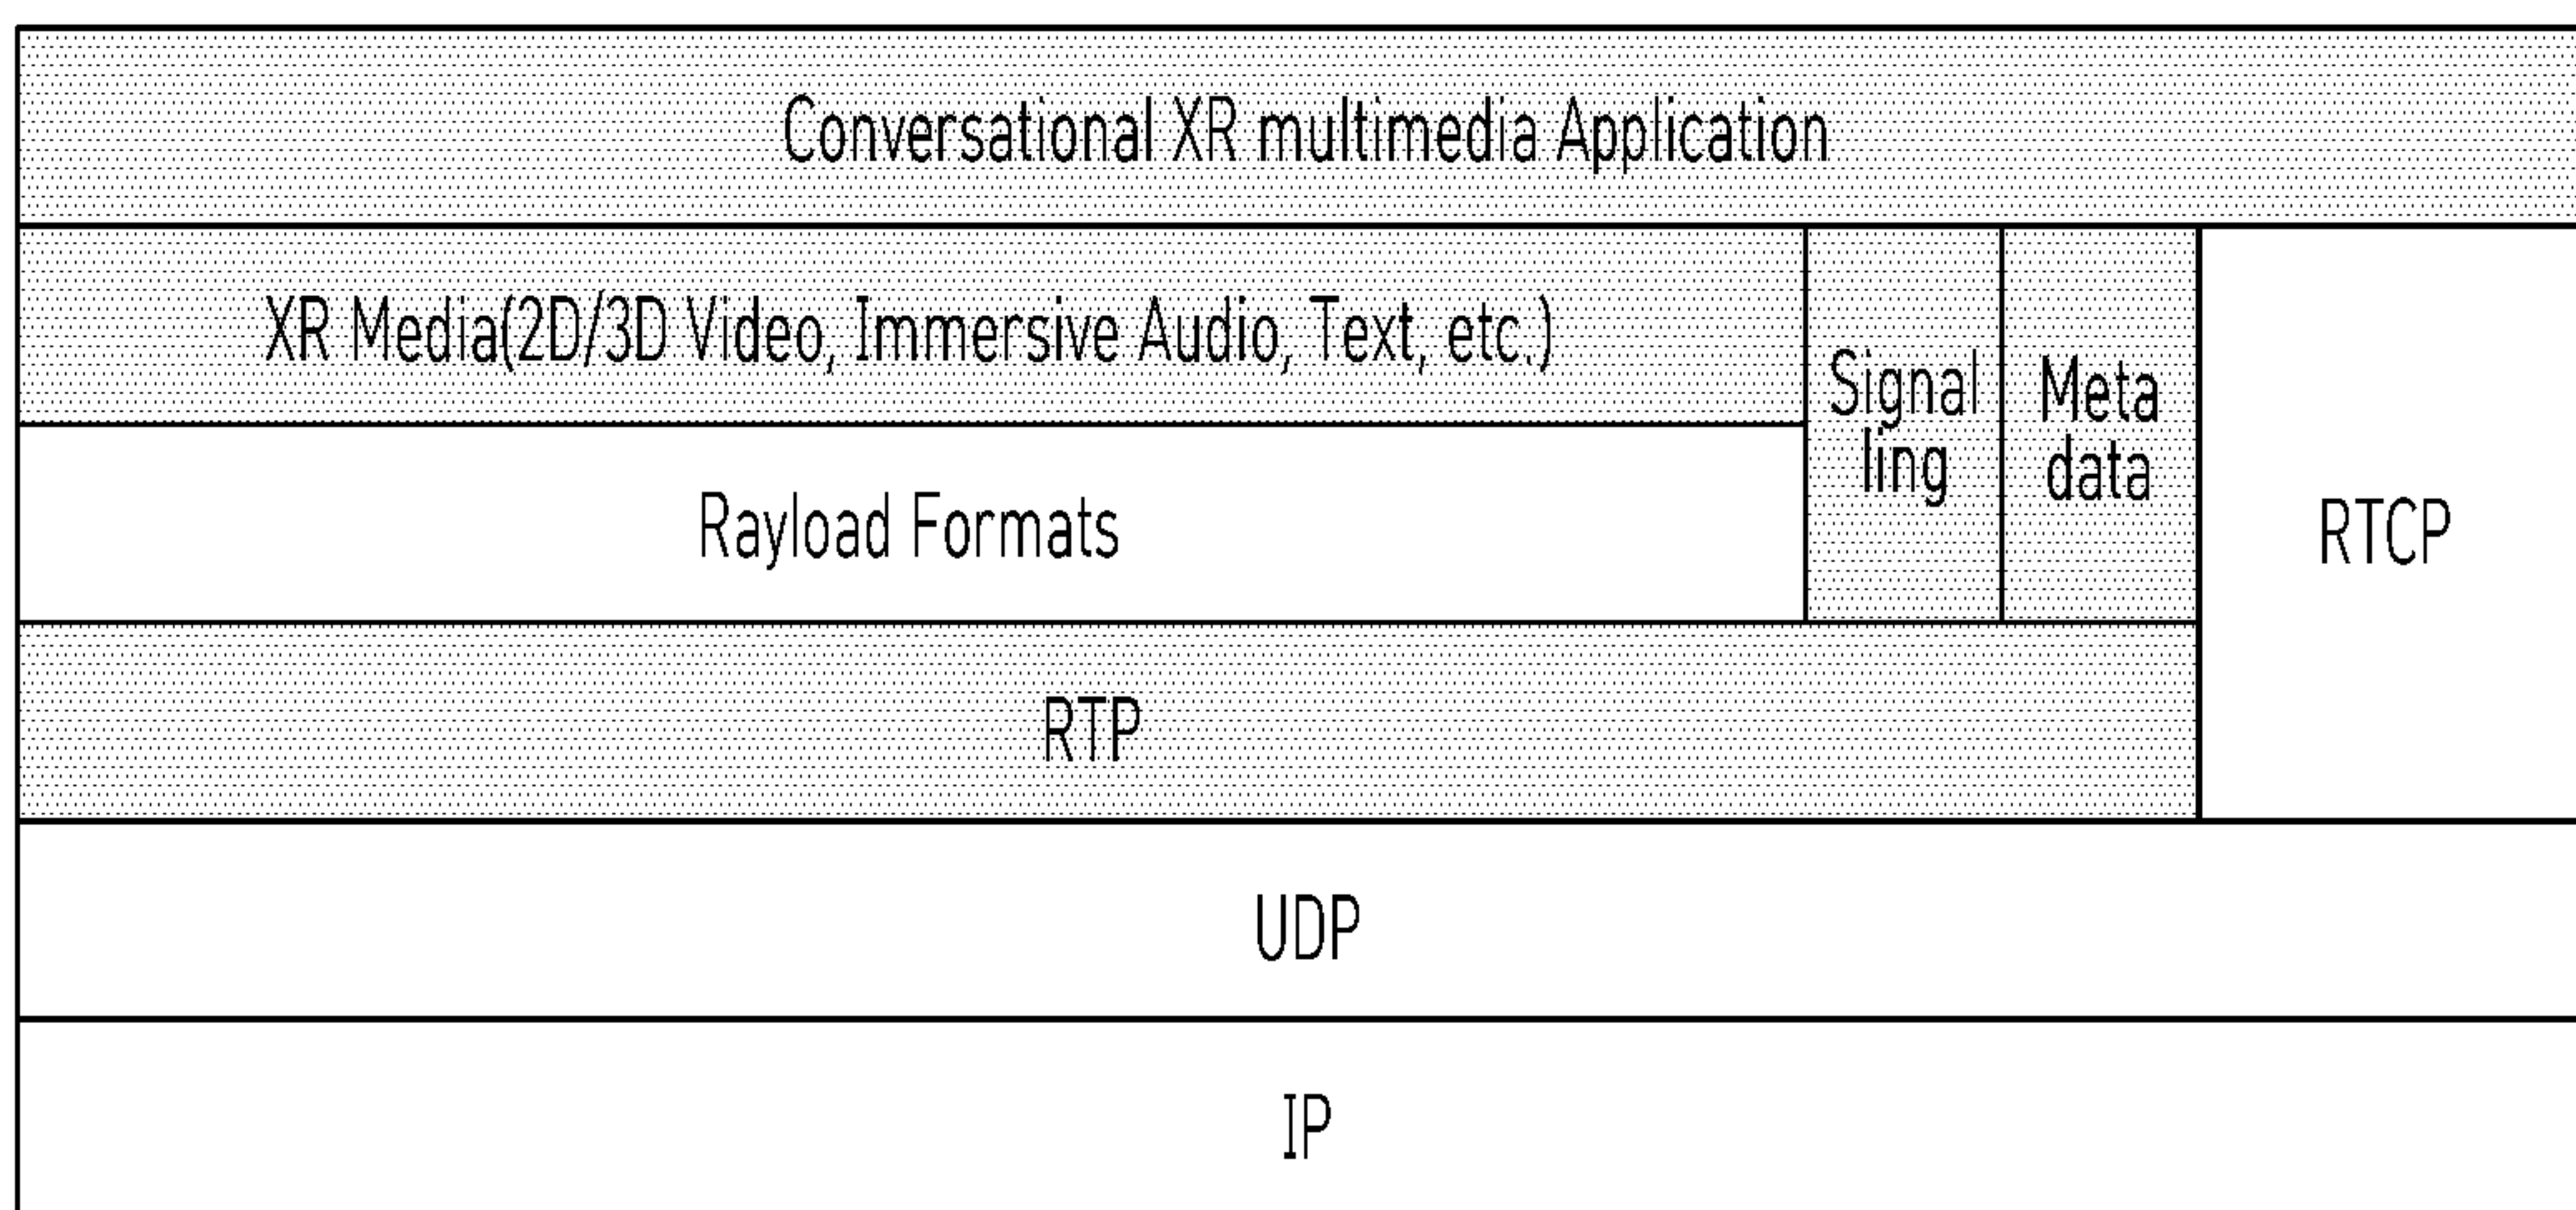 Conversational XR multimedia Application
XR Media(2D/3D Video, Immersive Audio, Text, etc.)
Signal
ling
Meta
data
Rayload Formats
RTCP
RTP
UDP
IP